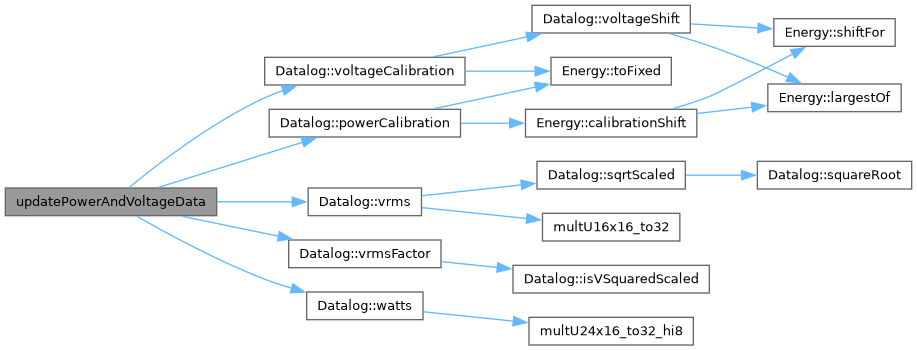 updatePowerAndVoltageData
Datalog::voltageCalibration
Datalog::powerCalibration
Datalog::vrms
Datalog::vrmsFactor
Datalog::watts
Datalog::voltageShift
Energy::toFixed
Energy::calibrationShift
Datalog::sqrtScaled
multU16x16_to32
Datalog::isVSquaredScaled
multU24x16_to32_hi8
Energy::shiftFor
Energy::largestOf
Datalog::squareRoot